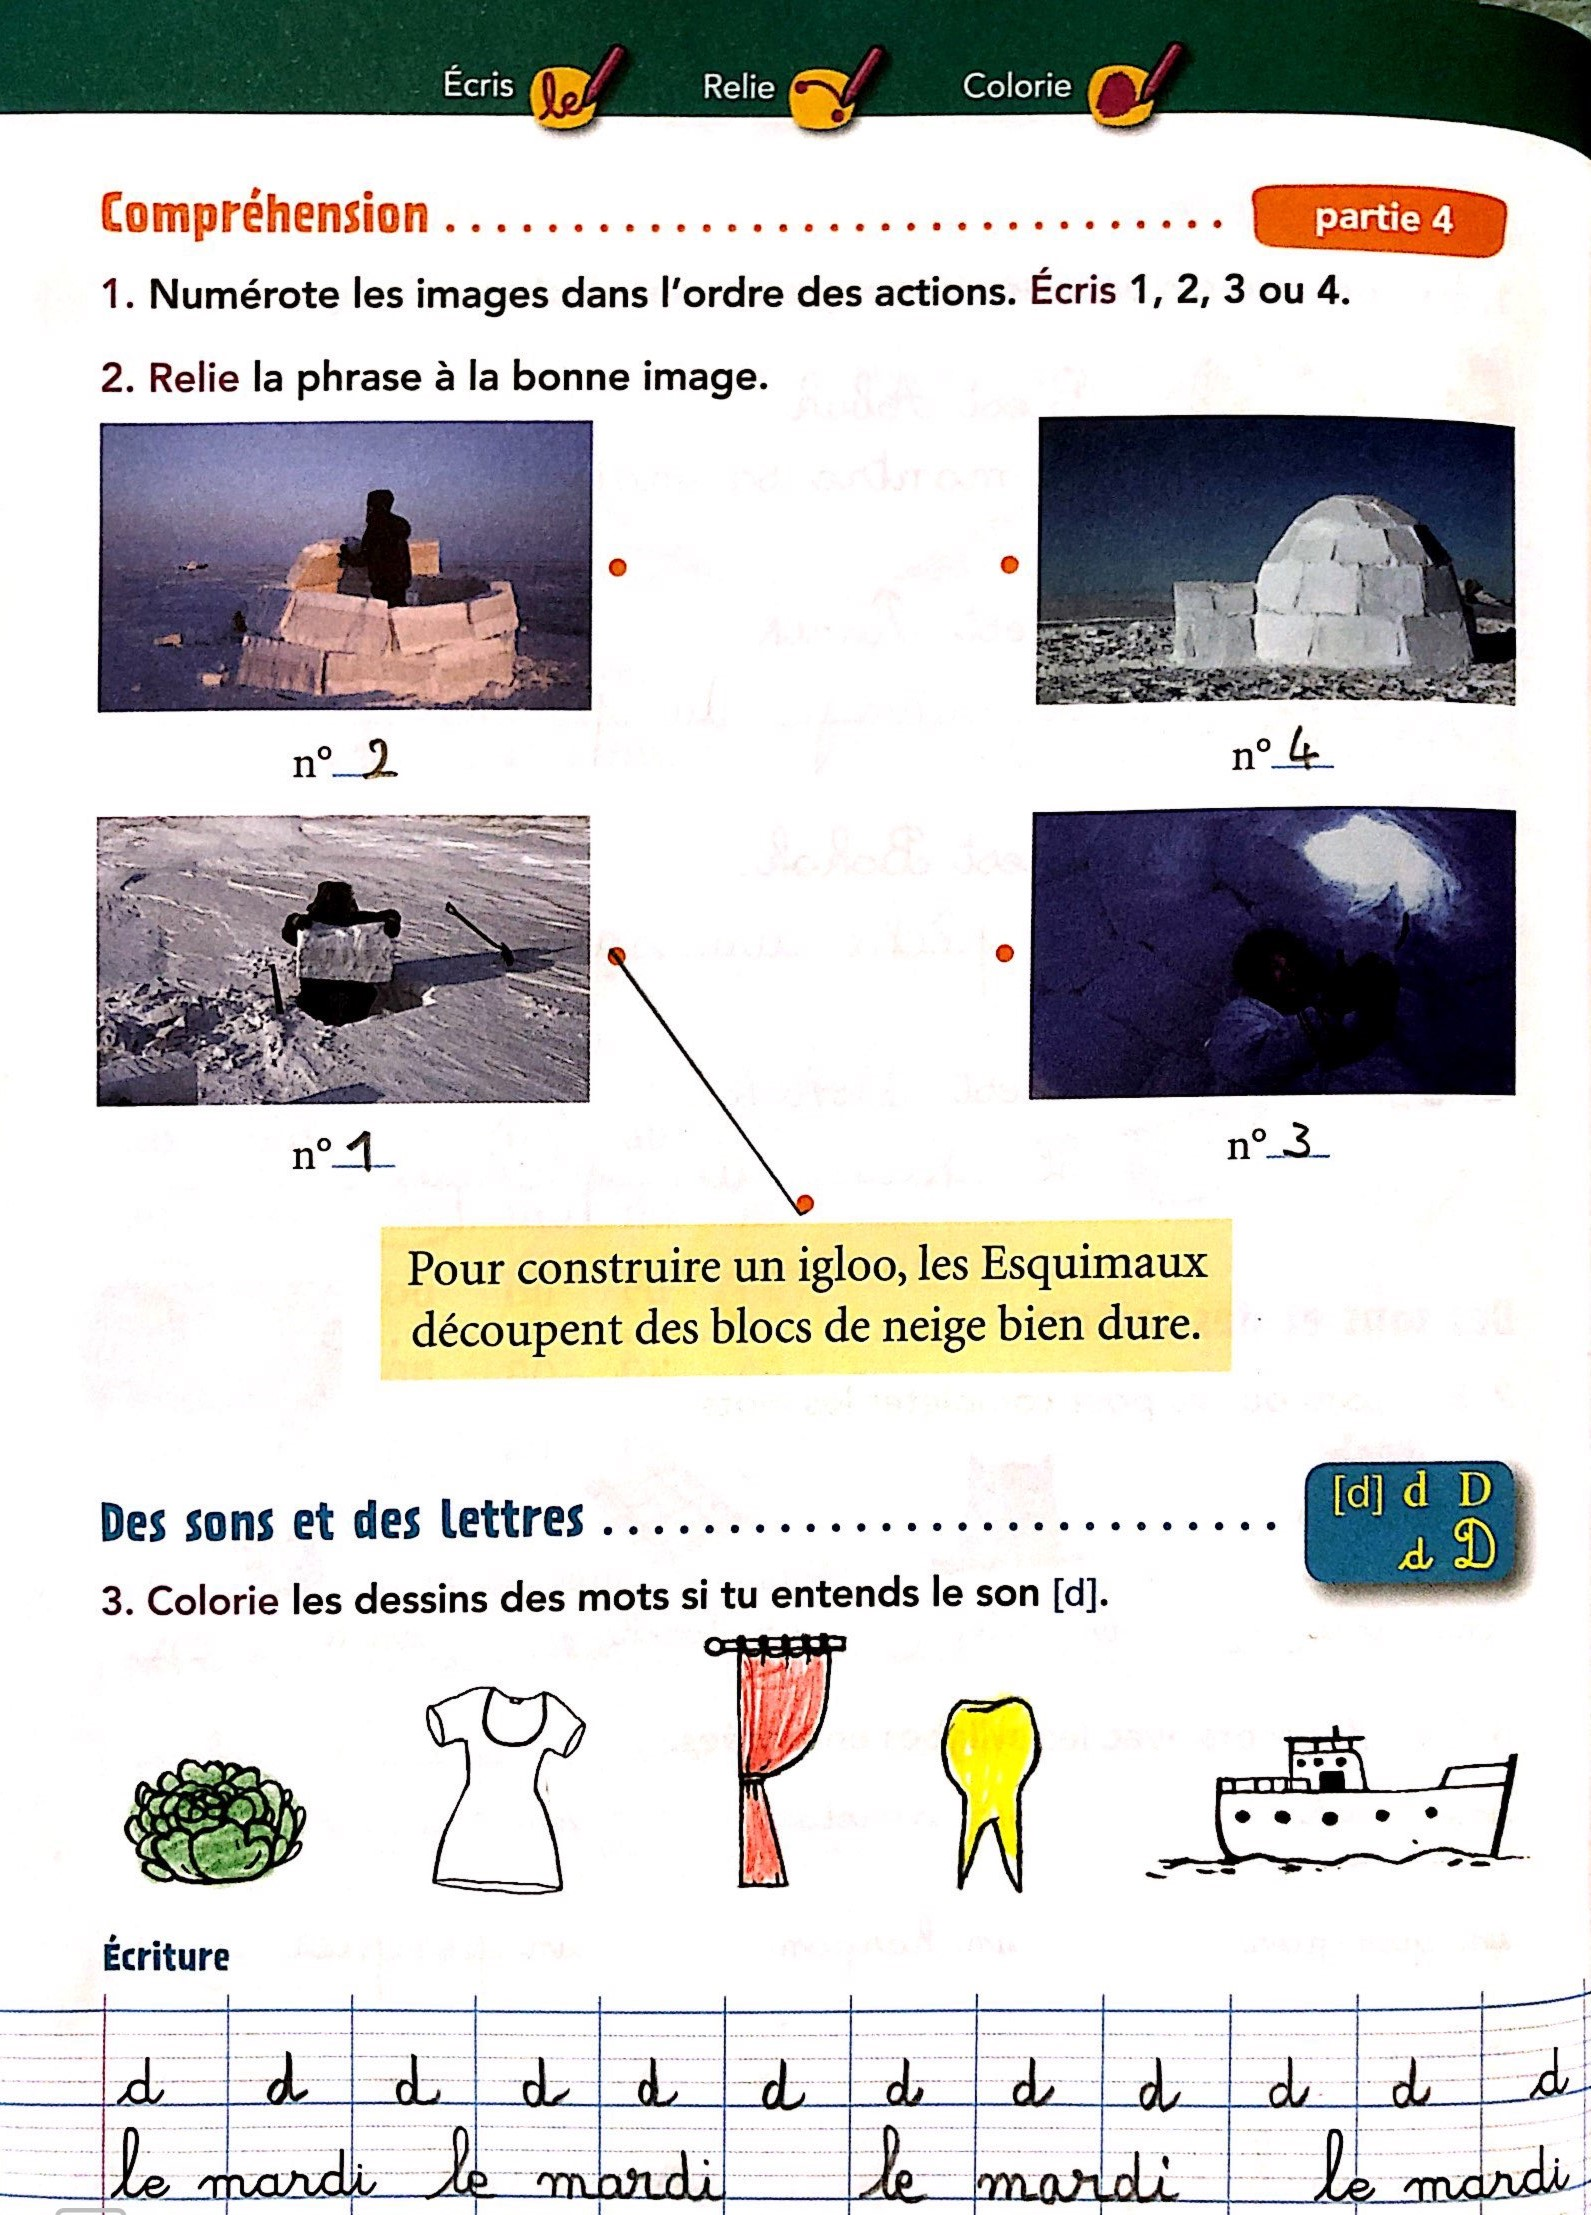 Écris le Relie Colorie
Compréhension partie 4
1. Numérote les images dans l'ordre des actions. Écris 1, 2, 3 ou 4.
2. Relie la phrase à la bonne image.
n° 2 n° 4
n° 1 n° 3
Pour construire un igloo, les Esquimaux
découpent des blocs de neige bien dure.
Des sons et des lettres [d] d D
d D
3. Colorie les dessins des mots si tu entends le son [d].
Écriture
d d d d d d d d d d d d
le mardi le mardi le mardi le mardi